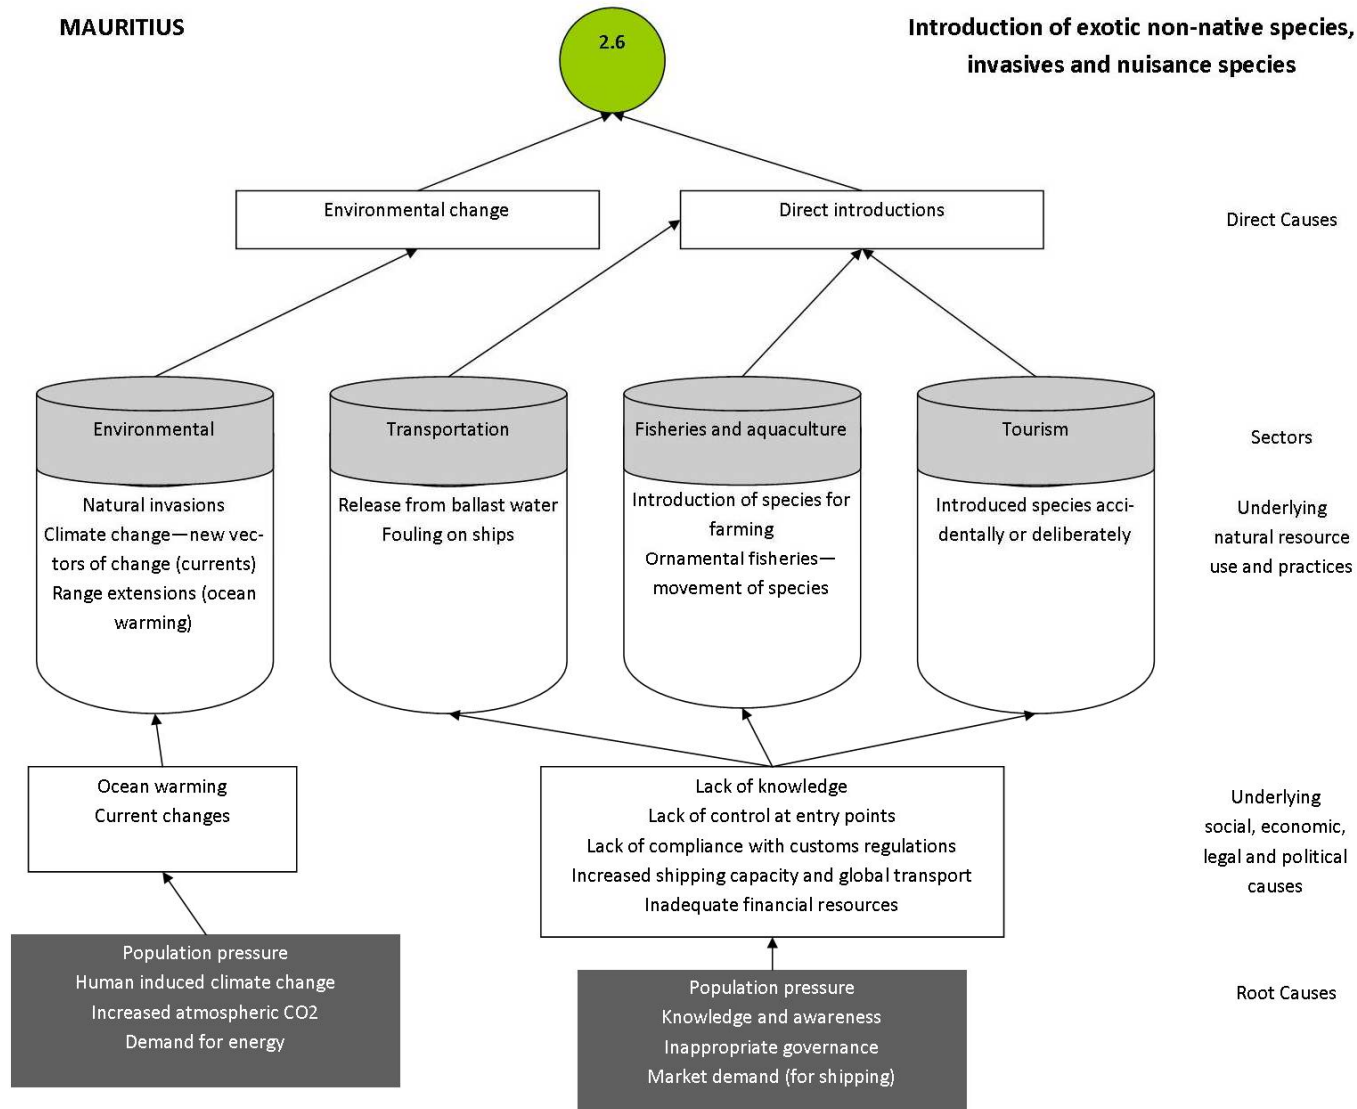 MAURITIUS
2.6
Introduction of exotic non-native species,
invasives and nuisance species
Environmental change
Direct introductions
Direct Causes
Environmental
Transportation
Fisheries and aquaculture
Tourism
Sectors
Natural invasions
Climate change—new vec-
tors of change (currents)
Range extensions (ocean
warming)
Release from ballast water
Fouling on ships
Introduction of species for
farming
Ornamental fisheries—
movement of species
Introduced species acci-
dentally or deliberately
Underlying
natural resource
use and practices
Ocean warming
Current changes
Lack of knowledge
Lack of control at entry points
Lack of compliance with customs regulations
Increased shipping capacity and global transport
Inadequate financial resources
Underlying
social, economic,
legal and political
causes
Population pressure
Human induced climate change
Increased atmospheric CO2
Demand for energy
Population pressure
Knowledge and awareness
Inappropriate governance
Market demand (for shipping)
Root Causes